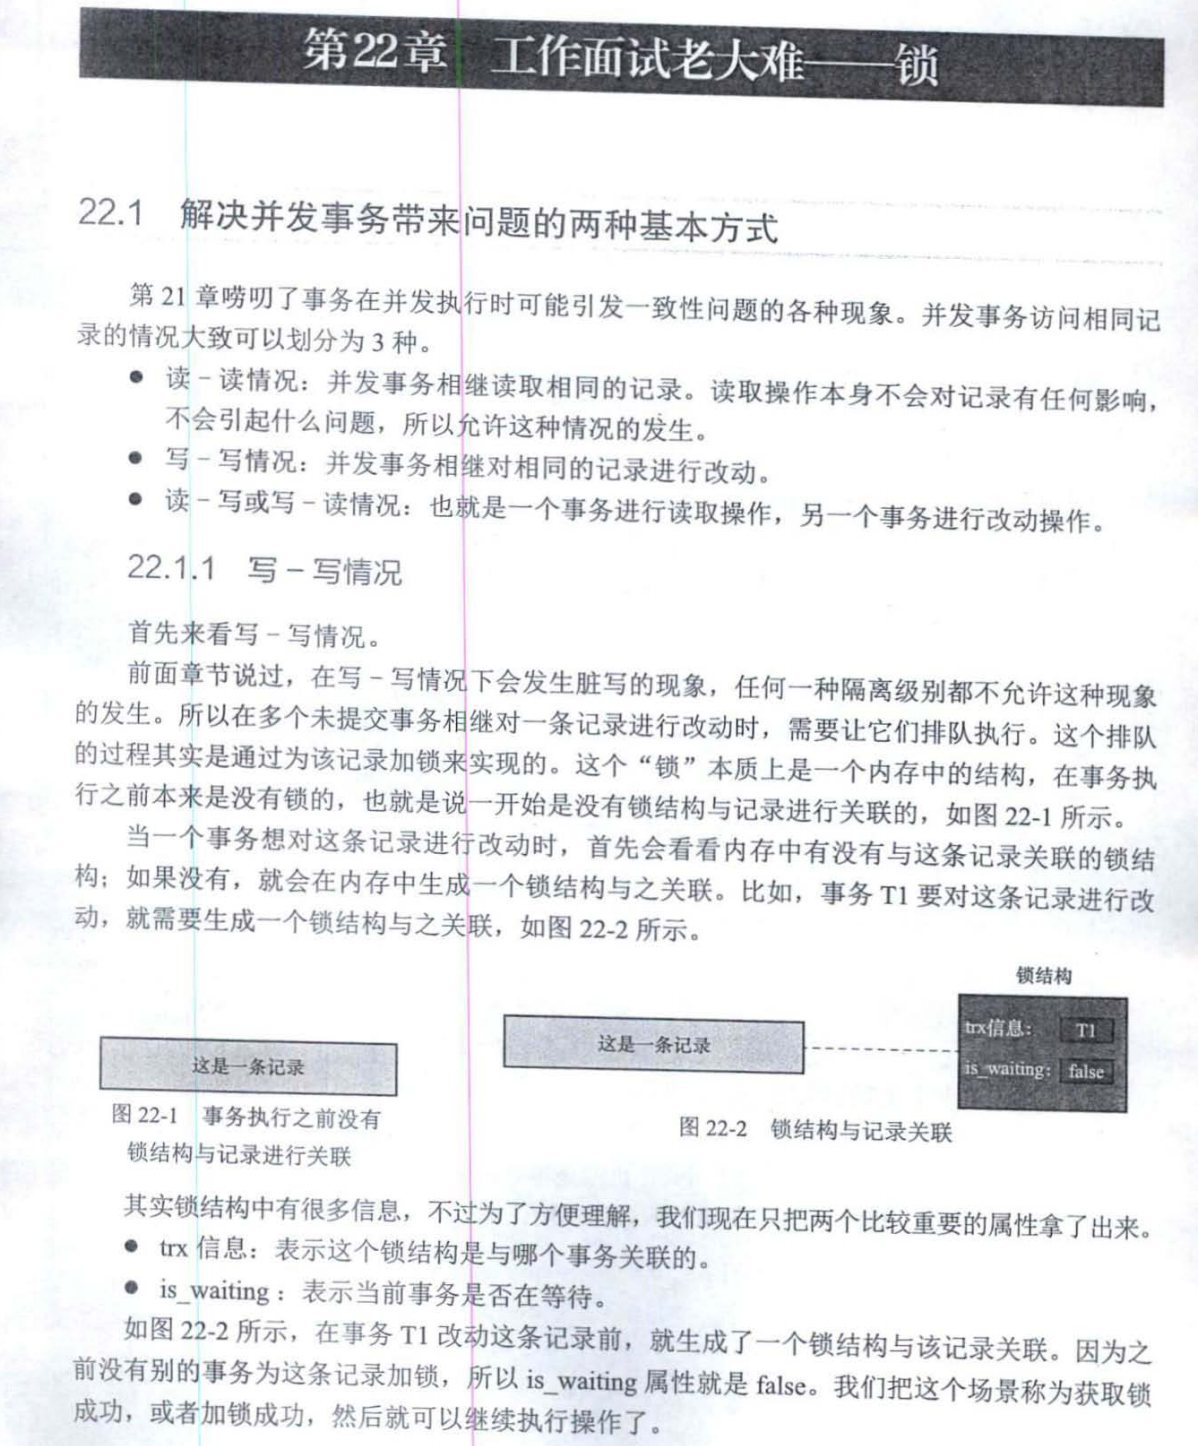 第22章 工作面试老大难——锁
22.1 解决并发事务带来问题的两种基本方式
第 21 章唠叨了事务在并发执行时可能引发一致性问题的各种现象。并发事务访问相同记
录的情况大致可以划分为 3 种。
● 读－读情况：并发事务相继读取相同的记录。读取操作本身不会对记录有任何影响，
不会引起什么问题，所以允许这种情况的发生。
● 写－写情况：并发事务相继对相同的记录进行改动。
● 读－写或写－读情况：也就是一个事务进行读取操作，另一个事务进行改动操作。
22.1.1 写－写情况
首先来看写－写情况。
前面章节说过，在写－写情况下会发生脏写的现象，任何一种隔离级别都不允许这种现象
的发生。所以在多个未提交事务相继对一条记录进行改动时，需要让它们排队执行。这个排队
的过程其实是通过为该记录加锁来实现的。这个“锁”本质上是一个内存中的结构，在事务执
行之前本来是没有锁的，也就是说一开始是没有锁结构与记录进行关联的，如图 22-1 所示。
当一个事务想对这条记录进行改动时，首先会看看内存中有没有与这条记录关联的锁结
构；如果没有，就会在内存中生成一个锁结构与之关联。比如，事务 T1 要对这条记录进行改
动，就需要生成一个锁结构与之关联，如图 22-2 所示。
这是一条记录
图 22-1 事务执行之前没有
锁结构与记录进行关联
锁结构
这是一条记录
trx信息： T1
is_waiting： false
图 22-2 锁结构与记录关联
其实锁结构中有很多信息，不过为了方便理解，我们现在只把两个比较重要的属性拿了出来。
● trx 信息：表示这个锁结构是与哪个事务关联的。
● is_waiting：表示当前事务是否在等待。
如图 22-2 所示，在事务 T1 改动这条记录前，就生成了一个锁结构与该记录关联。因为之
前没有别的事务为这条记录加锁，所以 is_waiting 属性就是 false。我们把这个场景称为获取锁
成功，或者加锁成功，然后就可以继续执行操作了。